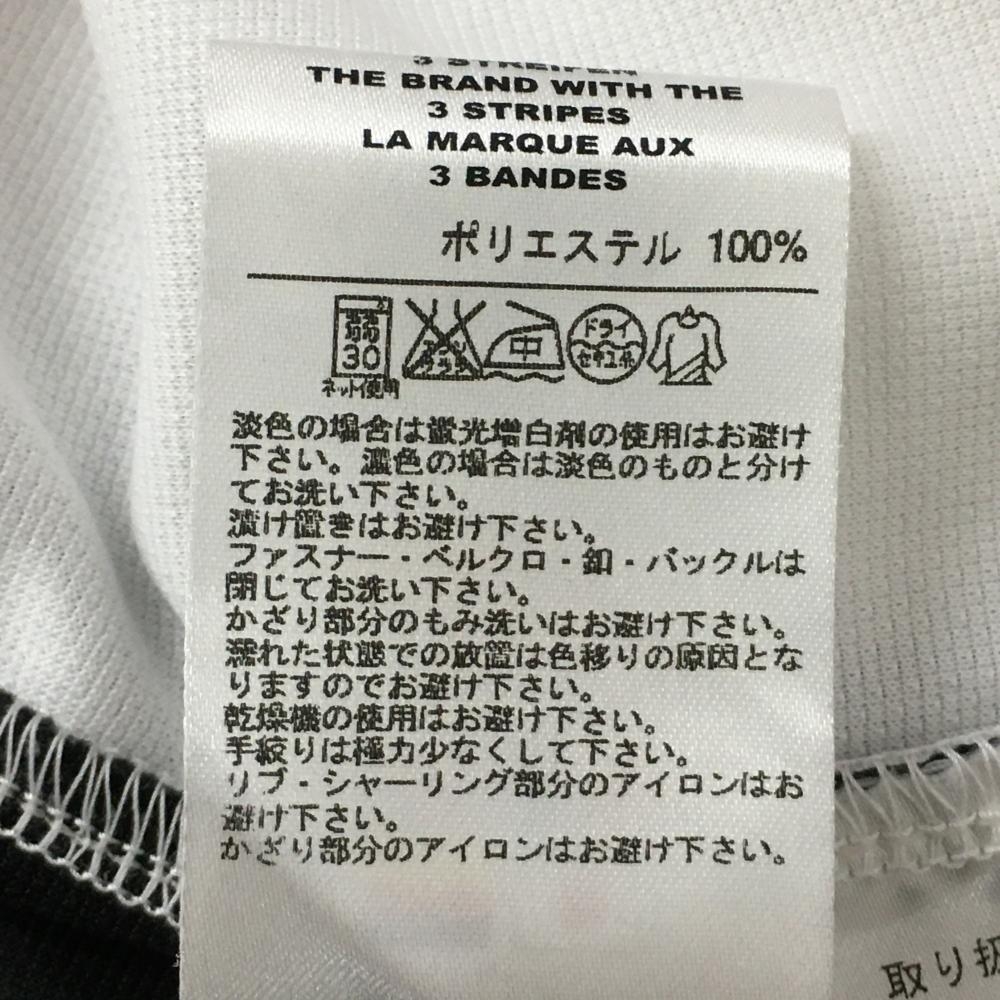 3 STREIFEN
THE BRAND WITH THE
3 STRIPES
LA MARQUE AUX
3 BANDES
ポリエステル 100%
30 中 ドライ
ネット使用
淡色の場合は蛍光増白剤の使用はお避け
下さい。濃色の場合は淡色のものと分け
てお洗い下さい。
漬け置きはお避け下さい。
ファスナー・ベルクロ・釦・バックルは
閉じてお洗い下さい。
かざり部分のもみ洗いはお避け下さい。
濡れた状態での放置は色移りの原因とな
りますのでお避け下さい。
乾燥機の使用はお避け下さい。
手絞りは極力少なくして下さい。
リブ・シャーリング部分のアイロンはお
避け下さい。
かざり部分のアイロンはお避け下さい。
取り扱